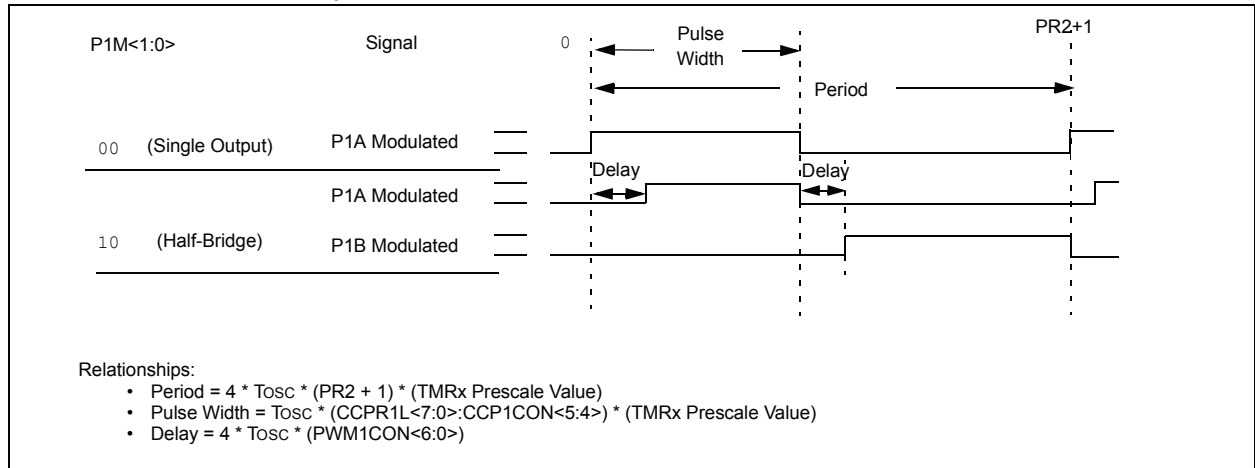 P1M<1:0> Signal 0 Pulse Width PR2+1
Period
00 (Single Output) P1A Modulated
Delay Delay
P1A Modulated
10 (Half-Bridge) P1B Modulated
Relationships:
• Period = 4 * TOSC * (PR2 + 1) * (TMRx Prescale Value)
• Pulse Width = TOSC * (CCPR1L<7:0>:CCP1CON<5:4>) * (TMRx Prescale Value)
• Delay = 4 * TOSC * (PWM1CON<6:0>)